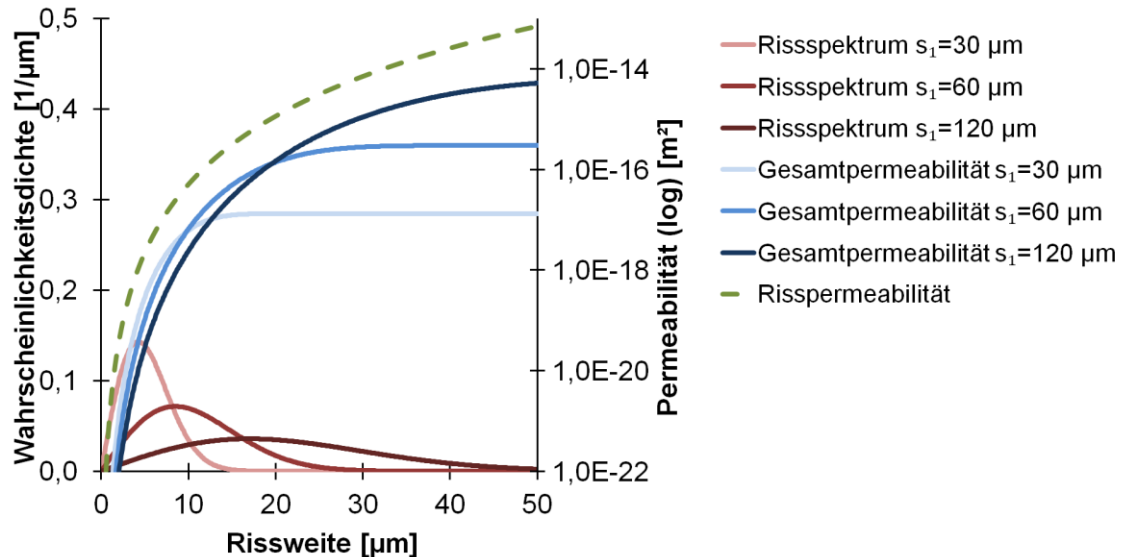 0,5
0,4
0,3
0,2
0,1
0,0
Wahrscheinlichkeitsdichte [1/µm]
0
10
20
30
40
50
Rissweite [µm]
1,0E-14
1,0E-16
1,0E-18
1,0E-20
1,0E-22
Permeabilität (log) [m²]
Rissspektrum s₁=30 µm
Rissspektrum s₁=60 µm
Rissspektrum s₁=120 µm
Gesamtpermeabilität s₁=30 µm
Gesamtpermeabilität s₁=60 µm
Gesamtpermeabilität s₁=120 µm
Risspermeabilität